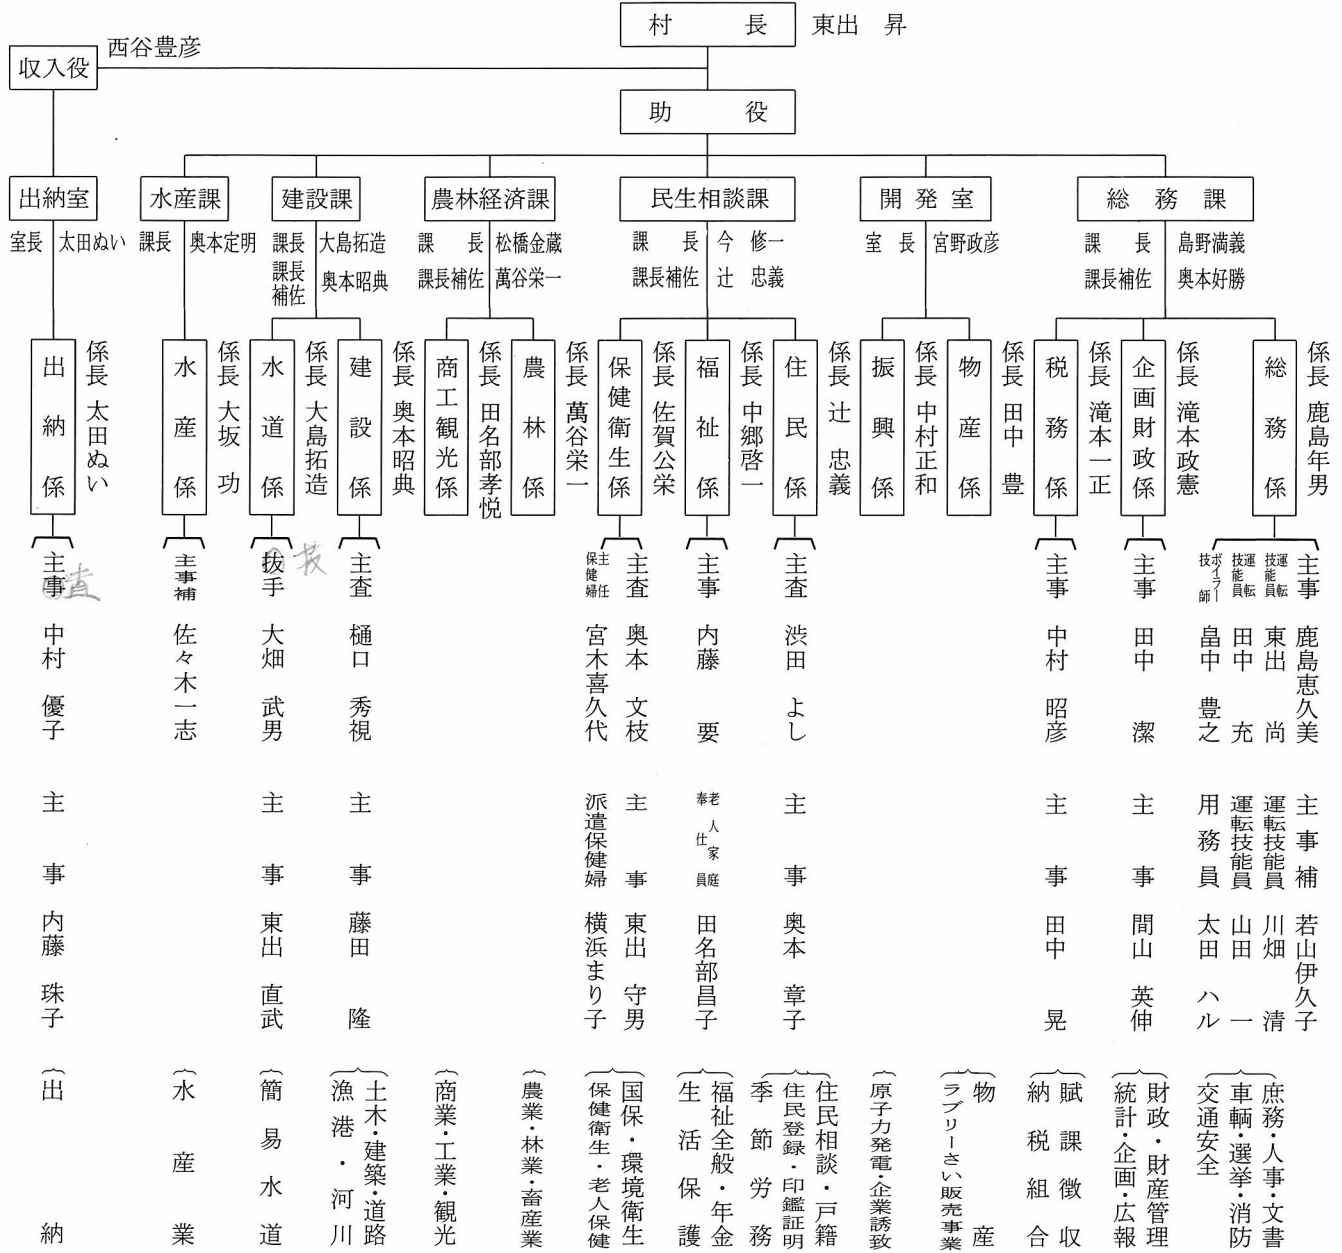 村長 東出 昇
収入役 西谷豊彦
助役
出納室
室長 太田ぬい
水産課
課長 奥本定明
建設課
課長 大島拓造
課長補佐 奥本昭典
農林経済課
課長 松橋金蔵
課長補佐 萬谷栄一
民生相談課
課長 今 修一
課長補佐 辻 忠義
開発室
室長 宮野政彦
総務課
課長 島野満義
課長補佐 奥本好勝
総務係
係長 鹿島年男
主事 鹿島恵久美
運転技能員 東出 尚
運転技能員 田中 充
ボイラー技師 畠中 豊之
主事補 若山伊久子
運転技能員 川畑 清
運転技能員 山田 一
用務員 太田 ハル
庶務・人事・文書
車輌・選挙・消防
交通安全
企画財政係
係長 滝本政憲
主事 田中 潔
主事 間山 英伸
財政・財産管理
統計・企画・広報
税務係
係長 滝本一正
主事 中村 昭彦
主事 田中 晃
賦課徴収
納税組合
物産係
係長 田中 豊
物産
ラブリーさい販売事業
振興係
係長 中村正和
原子力発電・企業誘致
住民係
係長 辻 忠義
主査 渋田 よし
主事 奥本 章子
住民相談・戸籍
住民登録・印鑑証明
季節労務
福祉係
係長 中郷啓一
主事 内藤 要
老人家庭奉仕員 田名部昌子
福祉全般・年金
生活保護
保健衛生係
係長 佐賀公栄
主査 奥本 文枝
主任保健婦 宮木喜久代
主事 東出 守男
派遣保健婦 横浜まり子
国保・環境衛生
保健衛生・老人保健
農林係
係長 萬谷栄一
農業・林業・畜産業
商工観光係
係長 田名部孝悦
商業・工業・観光
建設係
係長 奥本昭典
主査 樋口 秀視
主事 藤田 隆
土木・建築・道路
漁港・河川
水道係
係長 大島拓造
抜手 大畑 武男
技
主事 東出 直武
簡易水道
水産係
係長 大坂 功
主事補 佐々木一志
水産業
出納係
係長 太田ぬい
主事 中村 優子
査
主事 内藤 珠子
出納